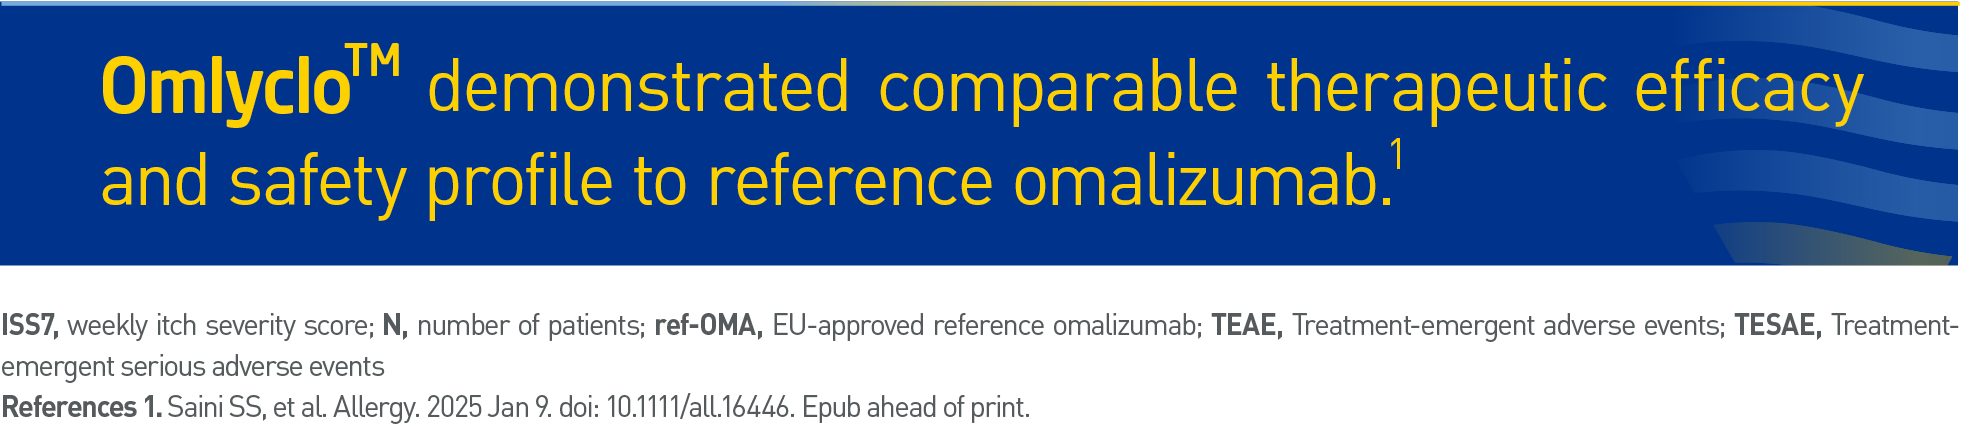 Omlyclo™ demonstrated comparable therapeutic efficacy
and safety profile to reference omalizumab.¹
ISS7, weekly itch severity score; N, number of patients; ref-OMA, EU-approved reference omalizumab; TEAE, Treatment-emergent adverse events; TESAE, Treatment-
emergent serious adverse events
References 1. Saini SS, et al. Allergy. 2025 Jan 9. doi: 10.1111/all.16446. Epub ahead of print.